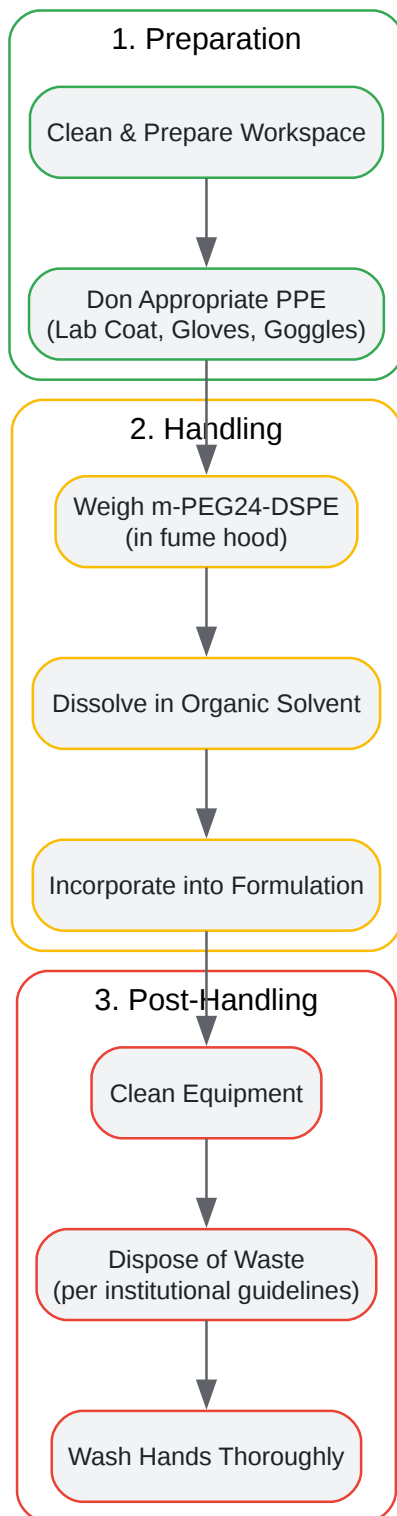 1. Preparation
Clean & Prepare Workspace
Don Appropriate PPE
(Lab Coat, Gloves, Goggles)
2. Handling
Weigh m-PEG24-DSPE
(in fume hood)
Dissolve in Organic Solvent
Incorporate into Formulation
3. Post-Handling
Clean Equipment
Dispose of Waste
(per institutional guidelines)
Wash Hands Thoroughly